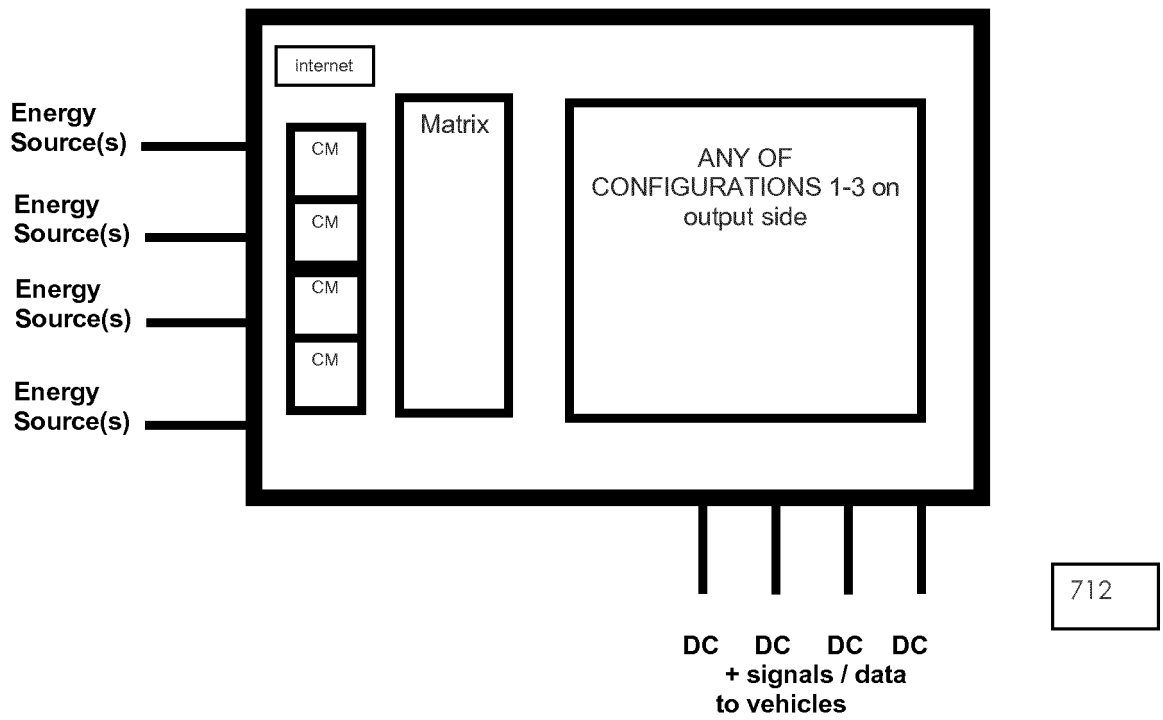 internet
Energy
Source(s)
Energy
Source(s)
Energy
Source(s)
Energy
Source(s)
CM
CM
CM
CM
Matrix
ANY OF
CONFIGURATIONS 1-3 on
output side
712
DC DC DC DC
+ signals / data
to vehicles